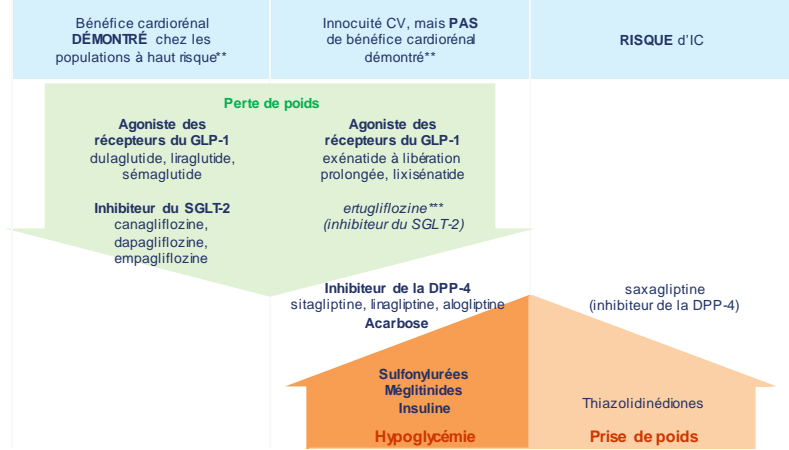 Bénéfice cardiorénal
DÉMONTRÉ chez les
populations à haut risque**
Innocuité CV, mais PAS
de bénéfice cardiorénal
démontré**
RISQUE d'IC
Perte de poids
Agoniste des
récepteurs du GLP-1
dulaglutide, liraglutide,
sémaglutide
Inhibiteur du SGLT-2
canagliflozine,
dapagliflozine,
empagliflozine
Agoniste des
récepteurs du GLP-1
exénatide à libération
prolongée, lixisénatide
ertugliflozine***
(inhibiteur du SGLT-2)
Inhibiteur de la DPP-4
sitagliptine, linagliptine, alogliptine
Acarbose
saxagliptine
(inhibiteur de la DPP-4)
Sulfonylurées
Méglitinides
Insuline
Hypoglycémie
Thiazolidinédiones
Prise de poids